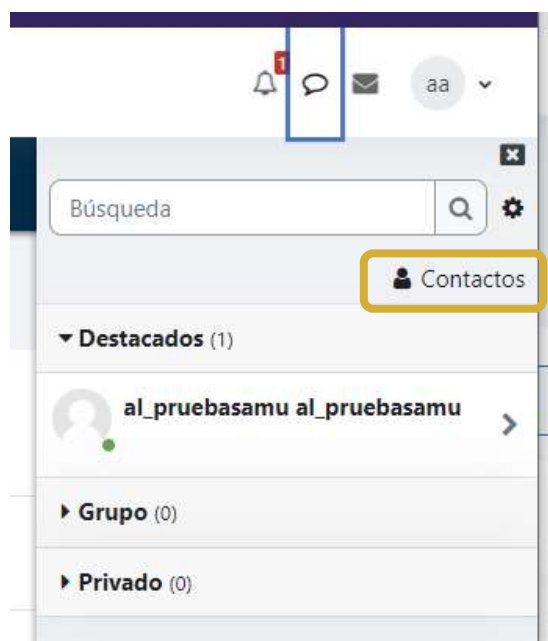 1
aa
Búsqueda
Contactos
Destacados (1)
al_pruebasamu al_pruebasamu
Grupo (0)
Privado (0)